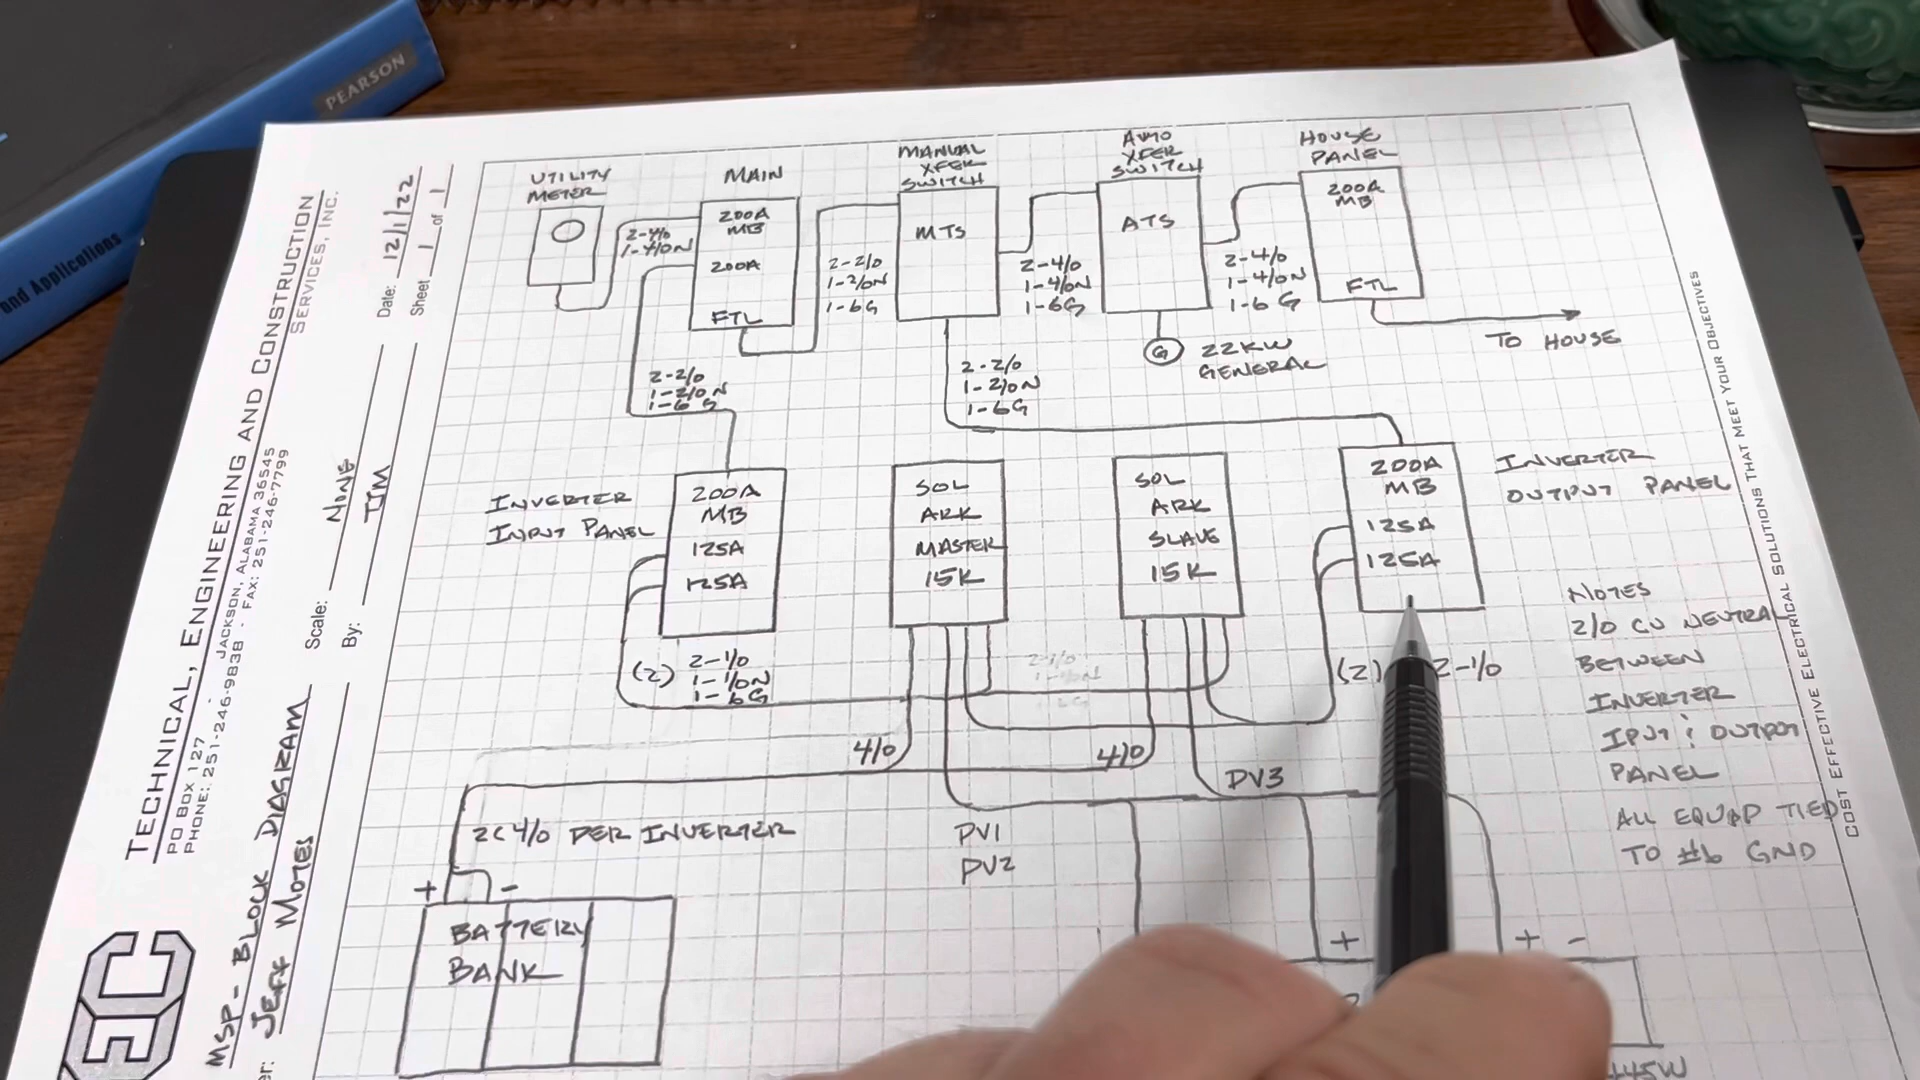 PEARSON
and Applications
TECHNICAL, ENGINEERING AND CONSTRUCTION
SERVICES, INC.
PO BOX 127 - JACKSON, ALABAMA 36545
PHONE: 251-246-9838 - FAX: 251-246-7799
Date: 12/1/22
Sheet 1 of 1
Scale: NONE
By:
MSP- BLOCK DIAGRAM
JEFF MOTES
UTILITY
METER
2-4/0
1-4/0N
MAIN
200A
MB
200A
FTL
2-2/0
1-2/0N
1-6G
MANUAL
XFER
SWITCH
MTS
2-4/0
1-4/0N
1-6G
AUTO
XFER
SWITCH
ATS
G
22KW
GENERAC
2-4/0
1-4/0N
1-6G
HOUSE
PANEL
200A
MB
FTL
TO HOUSE
2-2/0
1-2/0N
1-6G
2-2/0
1-2/0N
1-6G
INVERTER
INPUT PANEL
200A
MB
125A
125A
(2) 2-1/0
1-1/0N
1-6G
SOL
ARK
MASTER
15K
SOL
ARK
SLAVE
15K
200A
MB
125A
125A
INVERTER
OUTPUT PANEL
(2) 2-1/0
NOTES
2/0 CU NEUTRAL
BETWEEN
INVERTER
IPUT & OUTPUT
PANEL
ALL EQUIP TIED
TO #6 GND
4/0
4/0
PV3
2C 4/0 PER INVERTER
PV1
PV2
+ -
BATTERY
BANK
+
+ -
COST EFFECTIVE ELECTRICAL SOLUTIONS THAT MEET YOUR OBJECTIVES